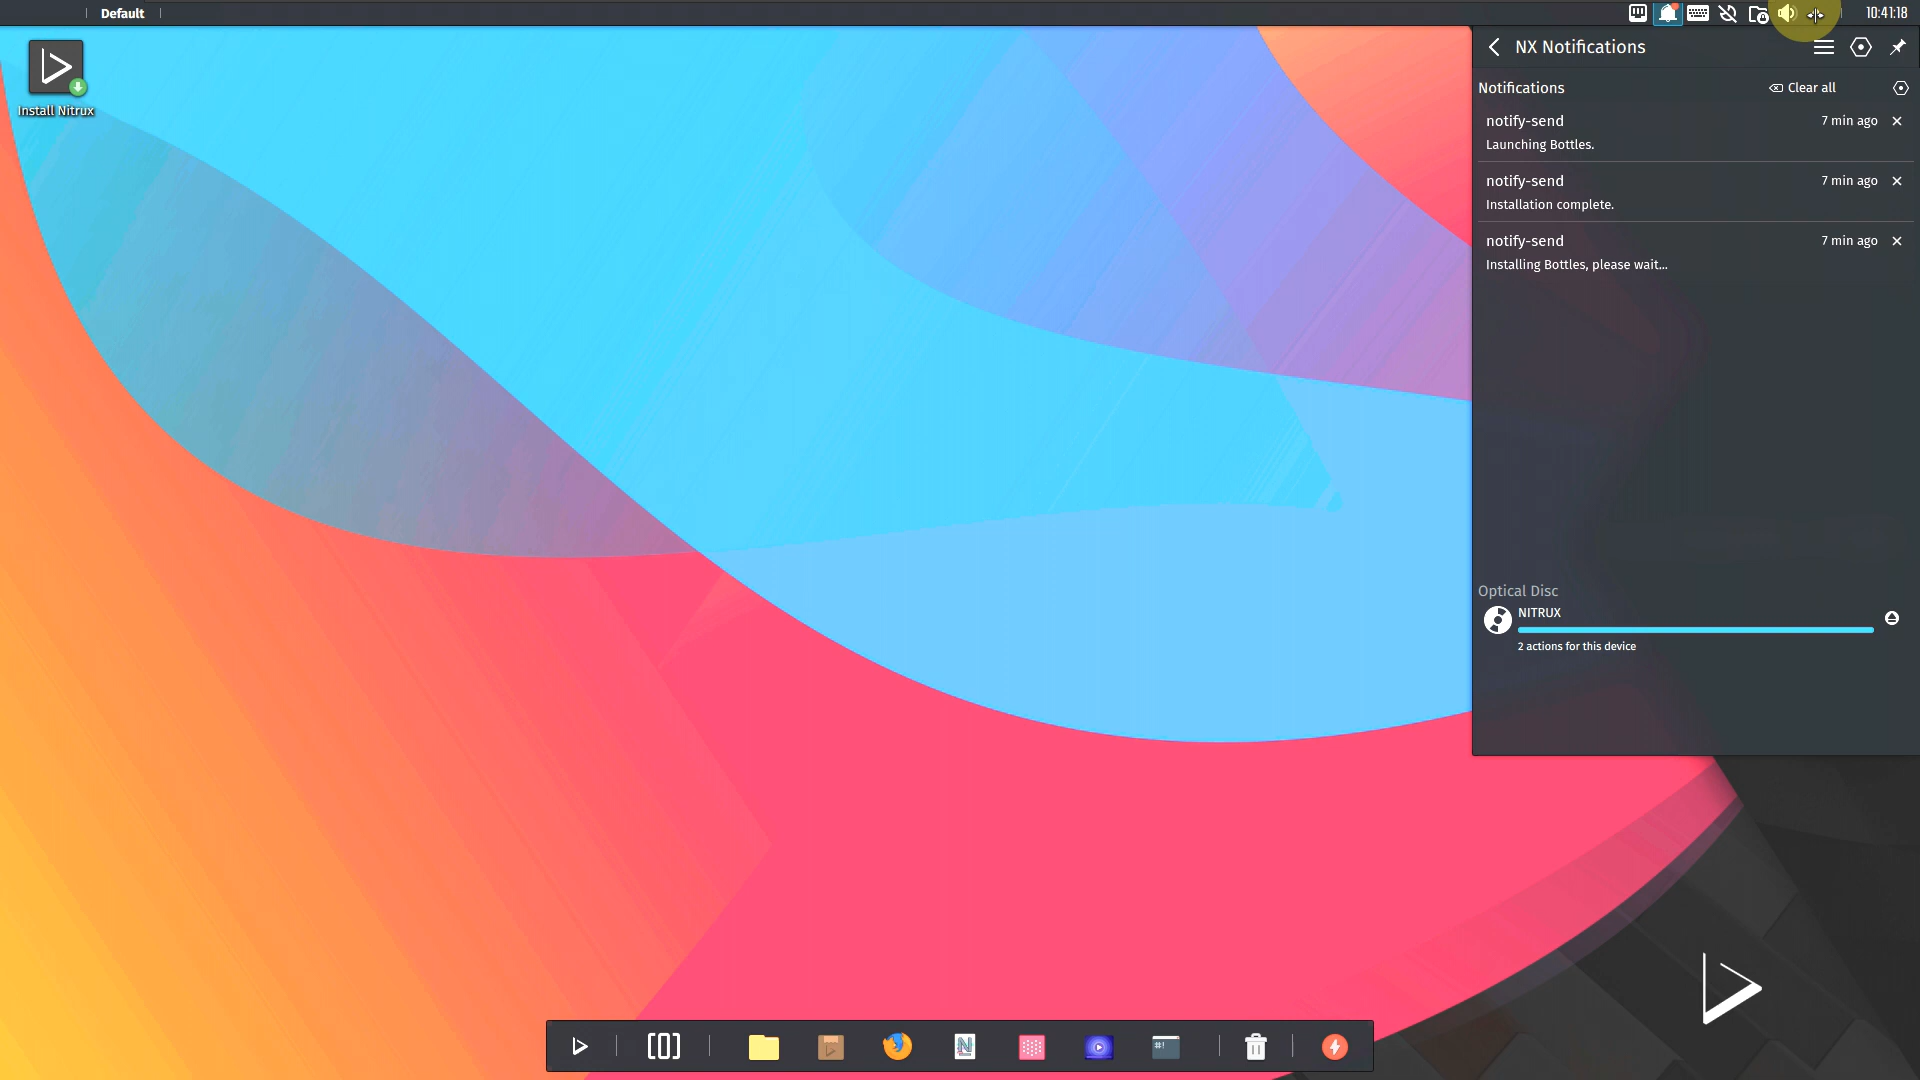 Default
10:41:18
Install Nitrux
NX Notifications
Notifications
Clear all
notify-send
7 min ago
Launching Bottles.
notify-send
7 min ago
Installation complete.
notify-send
7 min ago
Installing Bottles, please wait...
Optical Disc
NITRUX
2 actions for this device
#!